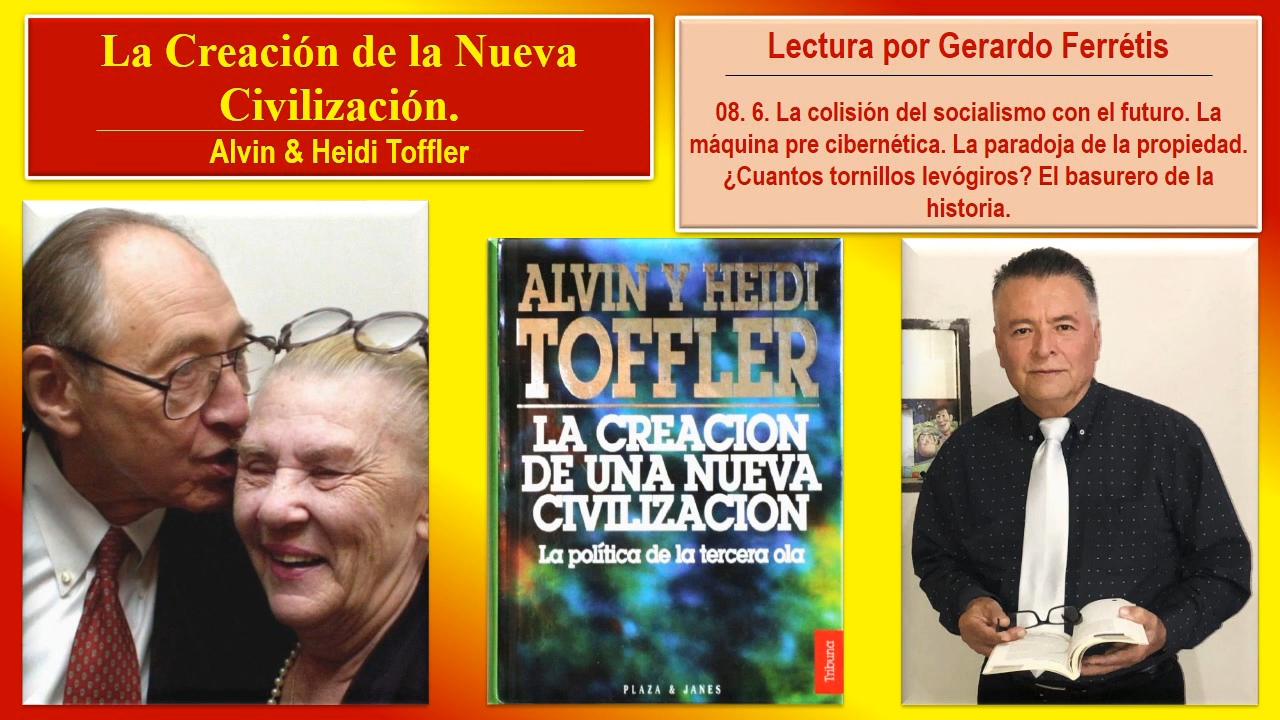 La Creación de la Nueva
Civilización.
Alvin & Heidi Toffler
Lectura por Gerardo Ferrétis
08. 6. La colisión del socialismo con el futuro. La
máquina pre cibernética. La paradoja de la propiedad.
¿Cuantos tornillos levógiros? El basurero de la
historia.
ALVIN Y HEIDI
TOFFLER
LA CREACION
DE UNA NUEVA
CIVILIZACION
La política de la tercera ola
Tribuna
PLAZA & JANES